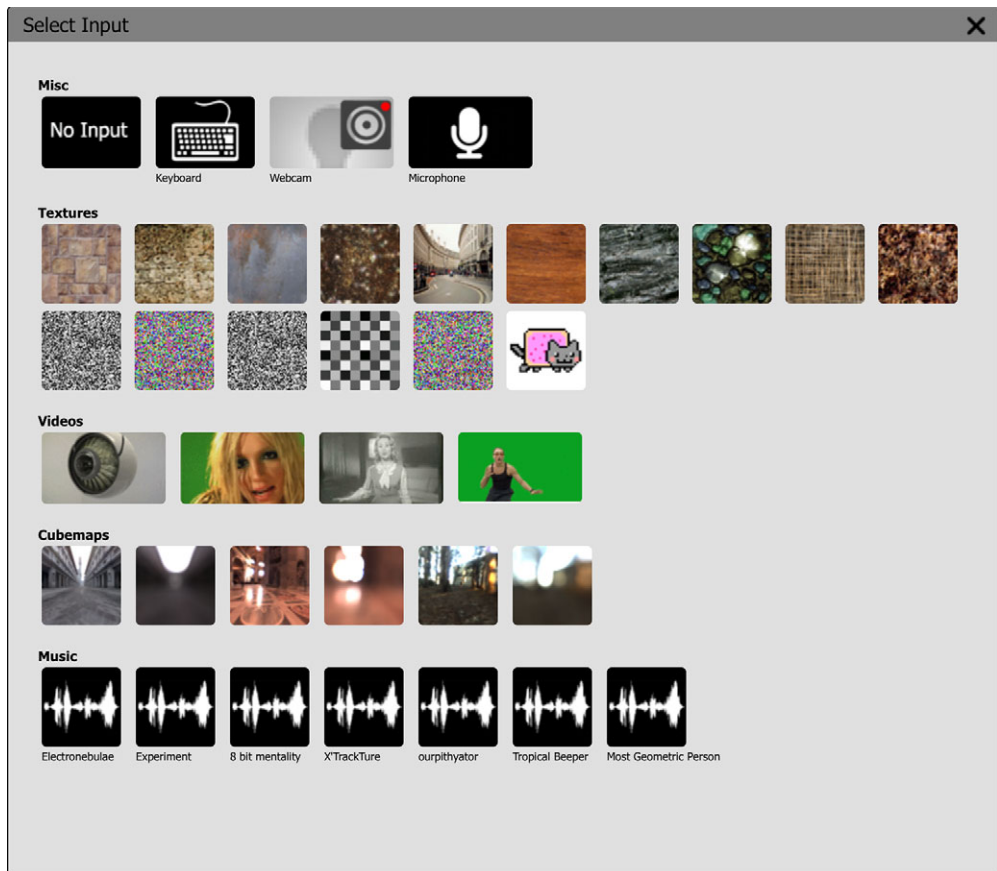 Select Input
Misc
No Input
Keyboard
Webcam
Microphone
Textures
Videos
Cubemaps
Music
Electronebulae
Experiment
8 bit mentality
X'TrackTure
ourpithyator
Tropical Beeper
Most Geometric Person